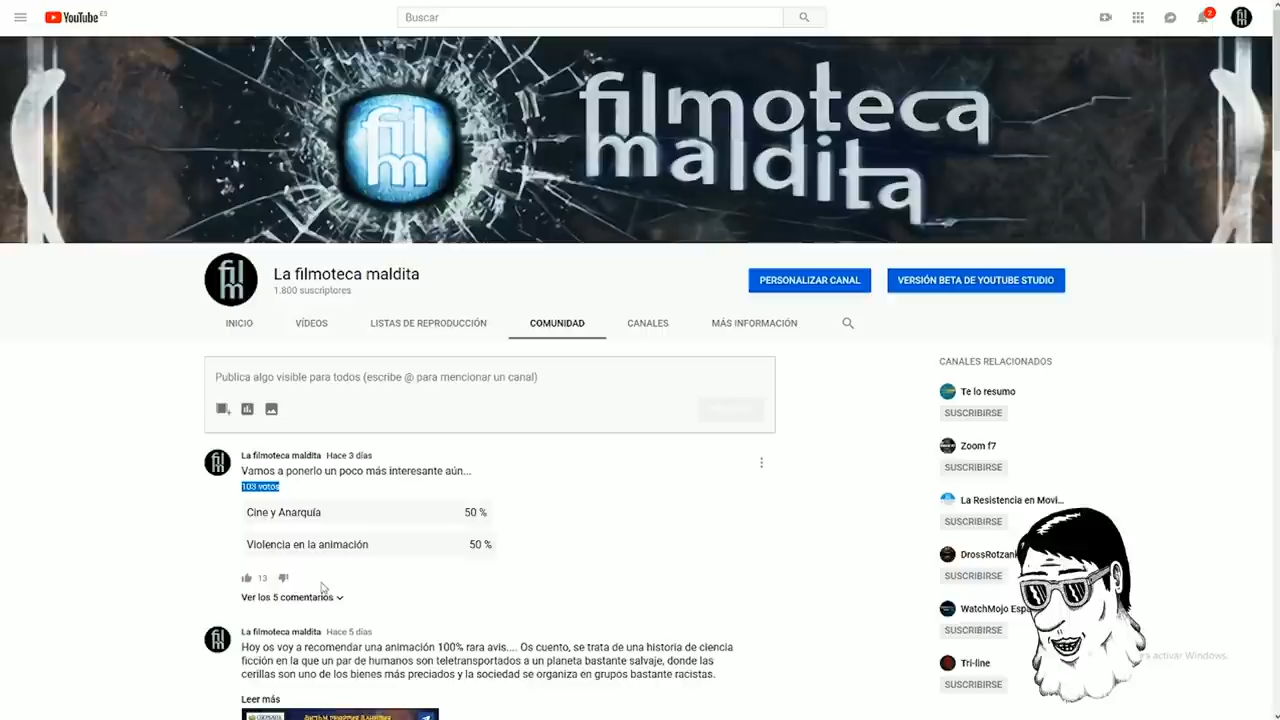 YouTube ES
Buscar
2
film
filmoteca
maldita
film
La filmoteca maldita
1.800 suscriptores
PERSONALIZAR CANAL
VERSIÓN BETA DE YOUTUBE STUDIO
INICIO
VÍDEOS
LISTAS DE REPRODUCCIÓN
COMUNIDAD
CANALES
MÁS INFORMACIÓN
Publica algo visible para todos (escribe @ para mencionar un canal)
CANALES RELACIONADOS
Te lo resumo
SUSCRIBIRSE
Zoom f7
SUSCRIBIRSE
La Resistencia en Movi...
SUSCRIBIRSE
DrossRotzank
SUSCRIBIRSE
WatchMojo Espa
SUSCRIBIRSE
Tri-line
SUSCRIBIRSE
La filmoteca maldita Hace 3 días
Vamos a ponerlo un poco más interesante aún...
103 votos
Cine y Anarquía 50 %
Violencia en la animación 50 %
13
Ver los 5 comentarios
La filmoteca maldita Hace 5 días
Hoy os voy a recomendar una animación 100% rara avis.... Os cuento, se trata de una historia de ciencia
ficción en la que un par de humanos son teletransportados a un planeta bastante salvaje, donde las
cerillas son uno de los bienes más preciados y la sociedad se organiza en grupos bastante racistas.
Leer más
activar Windows.